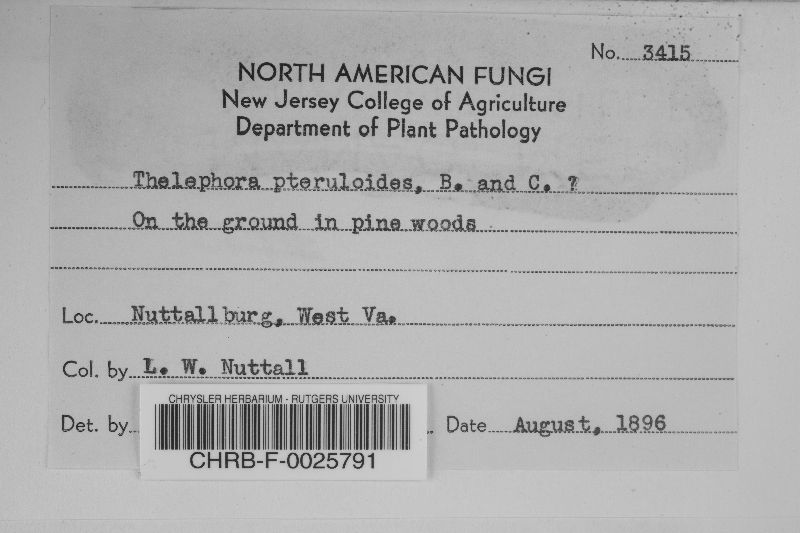 No. 3415
NORTH AMERICAN FUNGI
New Jersey College of Agriculture
Department of Plant Pathology
Thelephora pteruloides, B. and C. ?
On the ground in pine woods
Loc. Nuttallburg, West Va.
Col. by L. W. Nuttall
Det. by Date August, 1896
CHRYSLER HERBARIUM - RUTGERS UNIVERSITY
CHRB-F-0025791